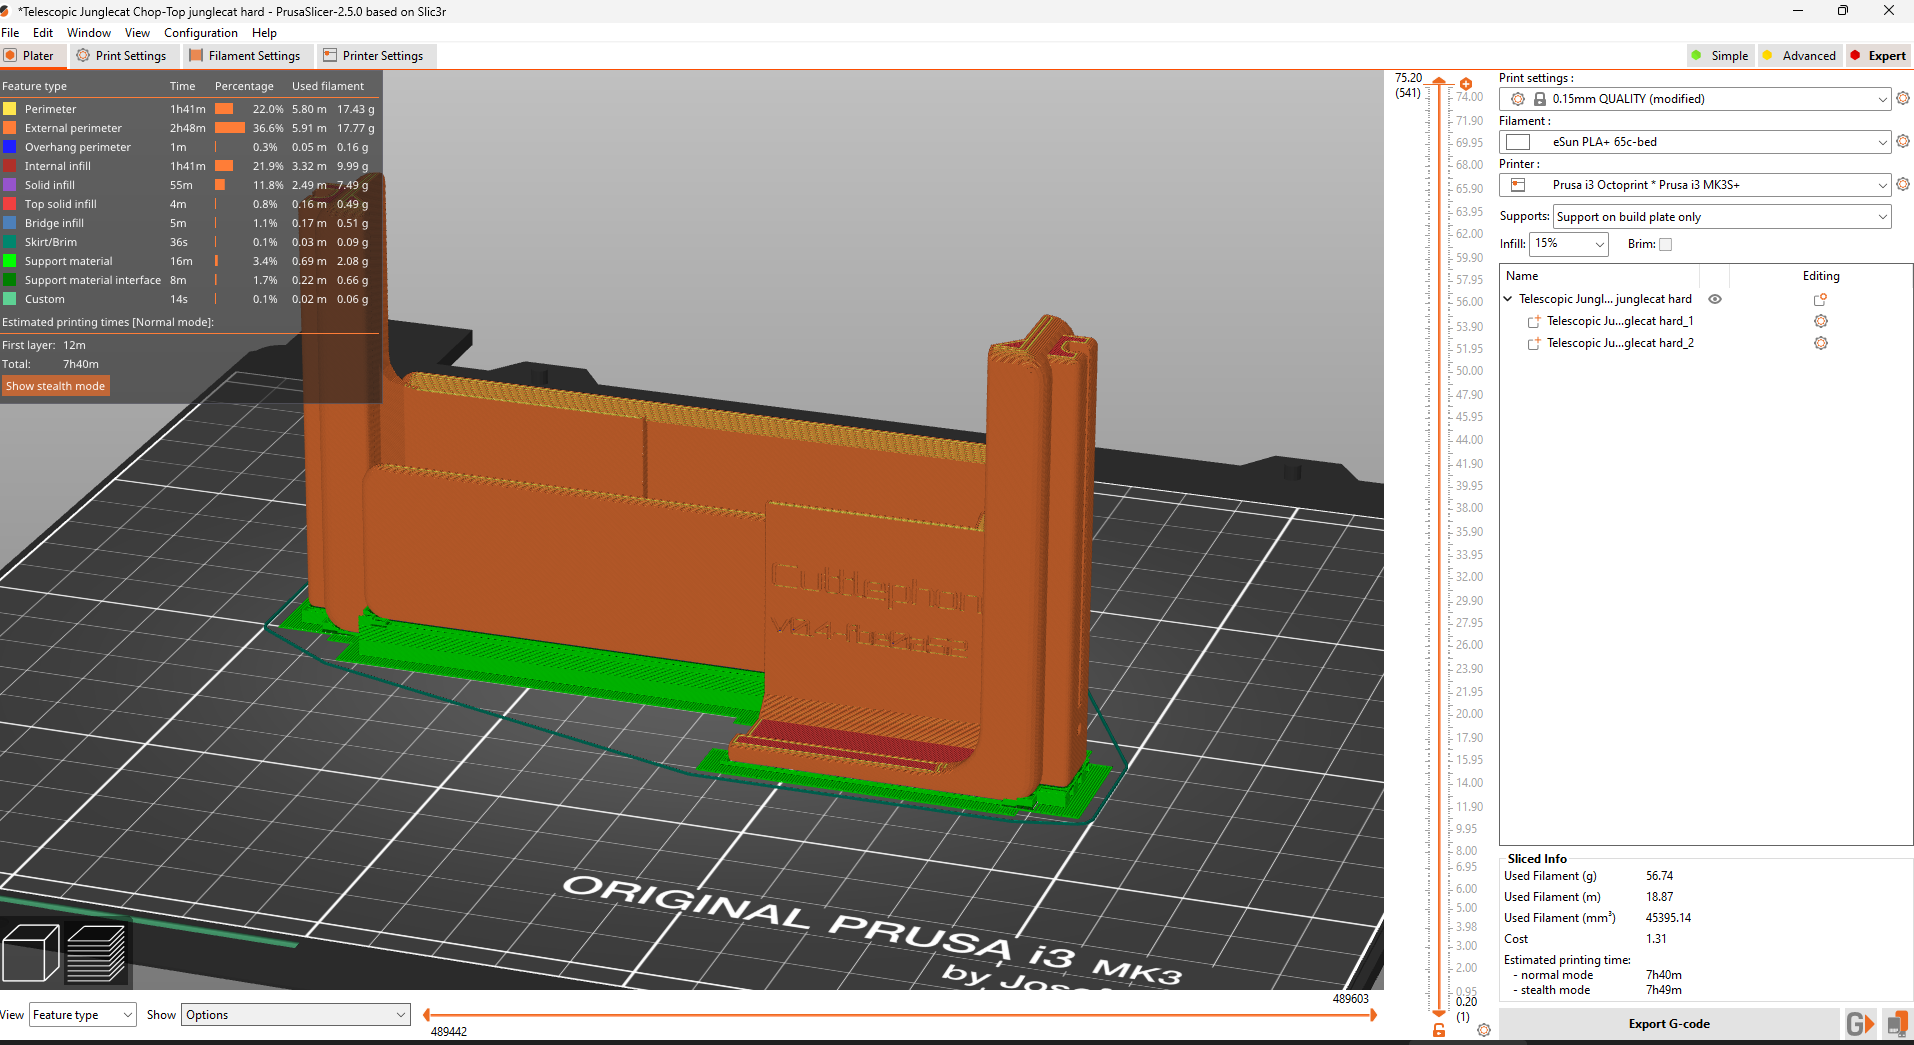 *Telescopic Junglecat Chop-Top junglecat hard - PrusaSlicer-2.5.0 based on Slic3r
File Edit Window View Configuration Help
Plater Print Settings Filament Settings Printer Settings Simple Advanced Expert
Feature type Time Percentage Used filament
Perimeter 1h41m 22.0% 5.80 m 17.43 g
External perimeter 2h48m 36.6% 5.91 m 17.77 g
Overhang perimeter 1m 0.3% 0.05 m 0.16 g
Internal infill 1h41m 21.9% 3.32 m 9.99 g
Solid infill 55m 11.8% 2.49 m 7.49 g
Top solid infill 4m 0.8% 0.16 m 0.49 g
Bridge infill 5m 1.1% 0.17 m 0.51 g
Skirt/Brim 36s 0.1% 0.03 m 0.09 g
Support material 16m 3.4% 0.69 m 2.08 g
Support material interface 8m 1.7% 0.22 m 0.66 g
Custom 14s 0.1% 0.02 m 0.06 g
Estimated printing times [Normal mode]:
First layer: 12m
Total: 7h40m
Show stealth mode
Cuttlephon
ORIGINAL PRUSA i3 MK3
by Jose
75.20
(541)
74.00
71.90
69.95
68.00
65.90
63.95
62.00
59.90
57.95
56.00
53.90
51.95
50.00
47.90
45.95
44.00
41.90
39.95
38.00
35.90
33.95
32.00
29.90
27.95
26.00
23.90
21.95
20.00
17.90
15.95
14.00
11.90
9.95
8.00
6.95
6.00
5.00
3.98
3.00
2.00
0.95
0.20
(1)
Print settings :
0.15mm QUALITY (modified)
Filament :
eSun PLA+ 65c-bed
Printer :
Prusa i3 Octoprint * Prusa i3 MK3S+
Supports: Support on build plate only
Infill: 15% Brim:
Name Editing
Telescopic Jungl... junglecat hard
Telescopic Ju...glecat hard_1
Telescopic Ju...glecat hard_2
Sliced Info
Used Filament (g) 56.74
Used Filament (m) 18.87
Used Filament (mm³) 45395.14
Cost 1.31
Estimated printing time:
- normal mode 7h40m
- stealth mode 7h49m
Export G-code
View Feature type Show Options
489603
489442